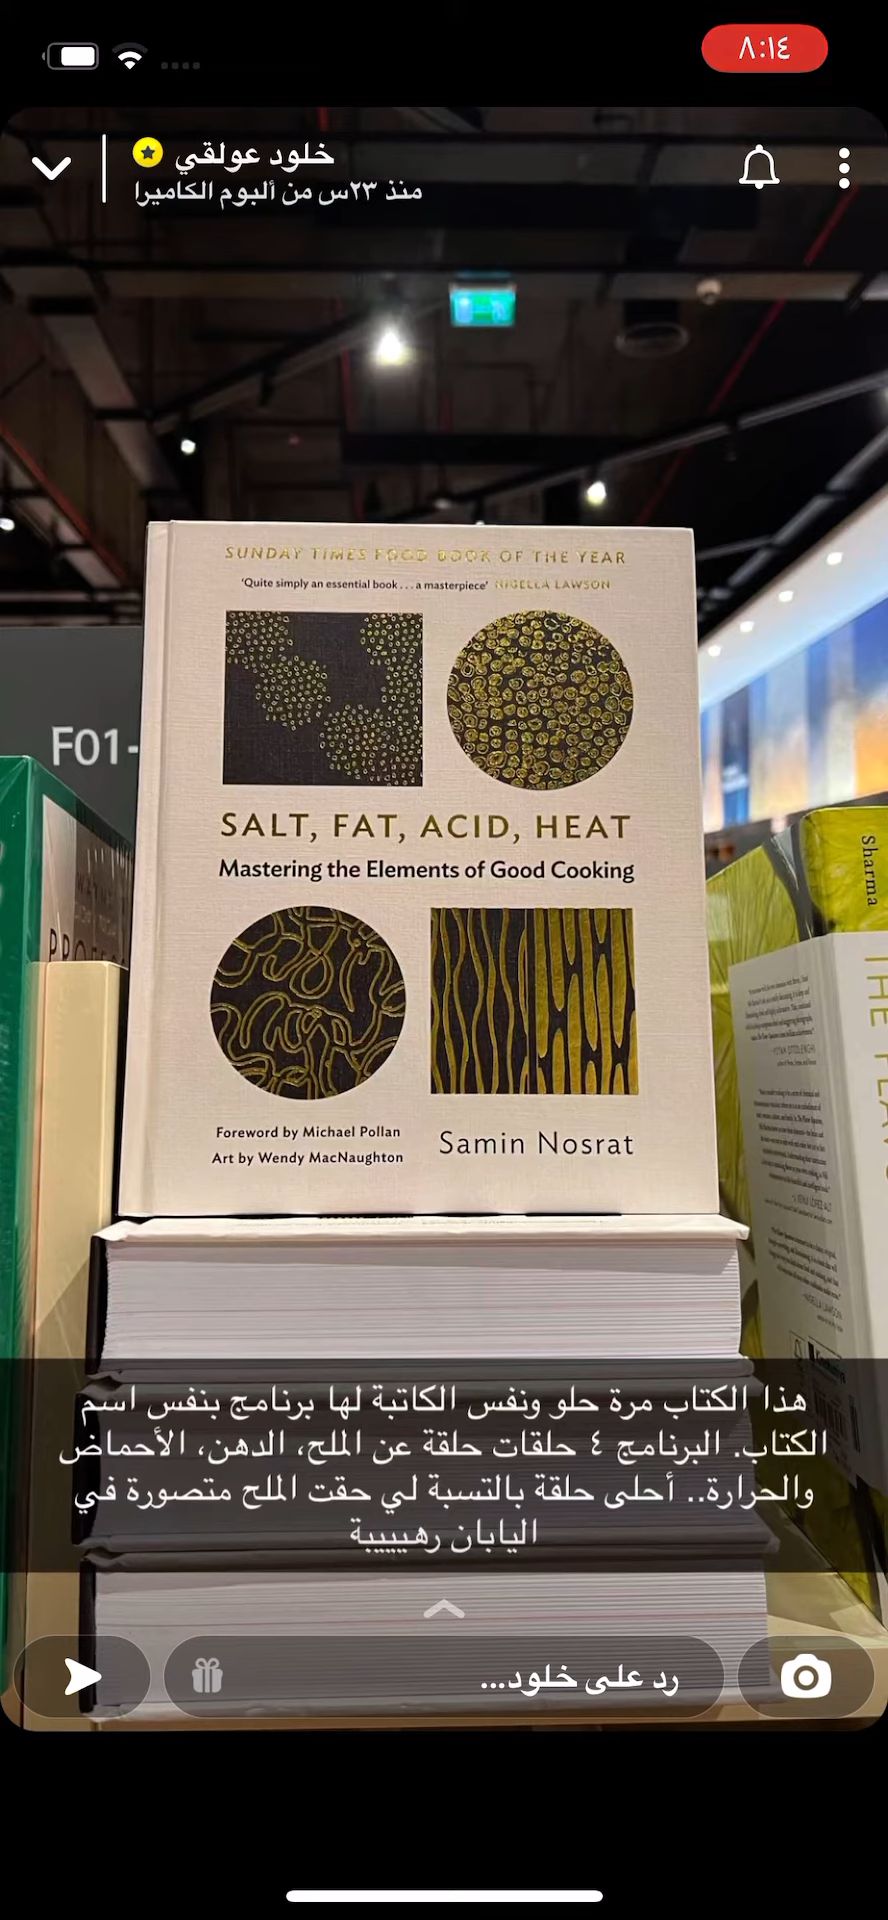 ٨:١٤
خلود عولقي
منذ ٢٣س من ألبوم الكاميرا
SUNDAY TIMES FOOD BOOK OF THE YEAR
'Quite simply an essential book . . . a masterpiece' NIGELLA LAWSON
F01-
SALT, FAT, ACID, HEAT
Mastering the Elements of Good Cooking
Sharma
Foreword by Michael Pollan
Art by Wendy MacNaughton
Samin Nosrat
THE
هذا الكتاب مرة حلو ونفس الكاتبة لها برنامج بنفس اسم
الكتاب. البرنامج ٤ حلقات حلقة عن الملح، الدهن، الأحماض
والحرارة.. أحلى حلقة بالتسبة لي حقت الملح متصورة في
اليابان رهييييبة
رد على خلود...